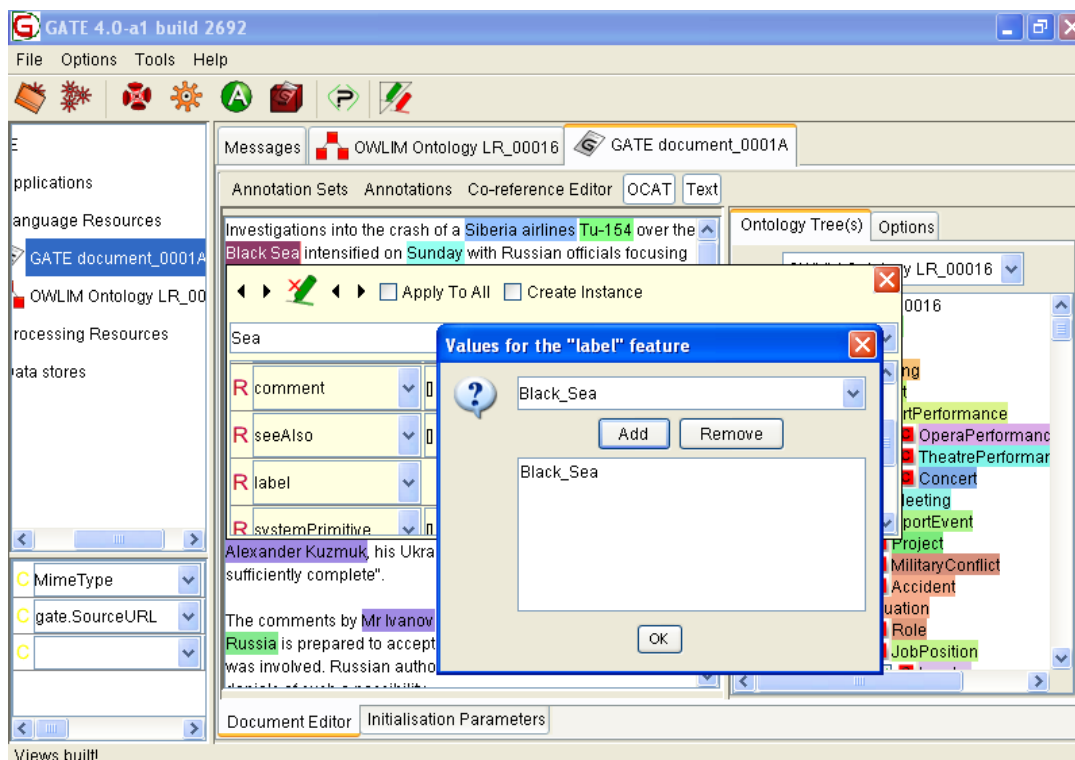 GATE 4.0-a1 build 2692
File Options Tools Help
pplications
anguage Resources
GATE document_0001A
OWLIM Ontology LR_00
rocessing Resources
ata stores
MimeType
gate.SourceURL
Messages
OWLIM Ontology LR_00016
GATE document_0001A
Annotation Sets Annotations Co-reference Editor OCAT Text
Investigations into the crash of a Siberia airlines Tu-154 over the
Black Sea intensified on Sunday with Russian officials focusing
Apply To All Create Instance
Sea
R comment []
R seeAlso []
R label
R systemPrimitive []
Alexander Kuzmuk, his Ukra
sufficiently complete".
The comments by Mr Ivanov
Russia is prepared to accept
was involved. Russian autho
Values for the "label" feature
Black_Sea
Add Remove
Black_Sea
OK
Ontology Tree(s) Options
y LR_00016
0016
ng
t
rtPerformance
OperaPerformanc
TheatrePerformar
Concert
leeting
portEvent
Project
MilitaryConflict
Accident
uation
Role
JobPosition
Document Editor Initialisation Parameters
Views built!